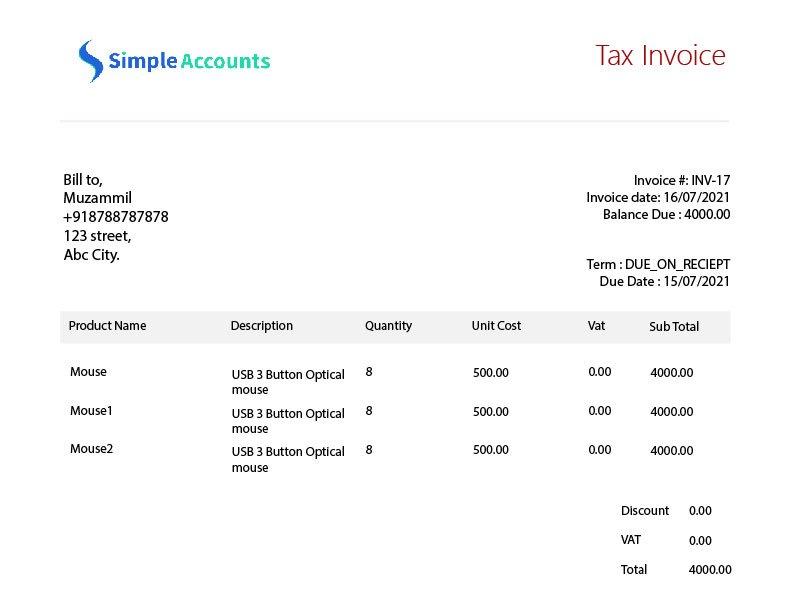 Simple Accounts
Tax Invoice
Bill to,
Muzammil
+918788787878
123 street,
Abc City.
Invoice #: INV-17
Invoice date: 16/07/2021
Balance Due : 4000.00
Term : DUE_ON_RECIEPT
Due Date : 15/07/2021
Product Name Description Quantity Unit Cost Vat Sub Total
Mouse USB 3 Button Optical 8 500.00 0.00 4000.00
mouse
Mouse1 USB 3 Button Optical 8 500.00 0.00 4000.00
mouse
Mouse2 USB 3 Button Optical 8 500.00 0.00 4000.00
mouse
Discount 0.00
VAT 0.00
Total 4000.00